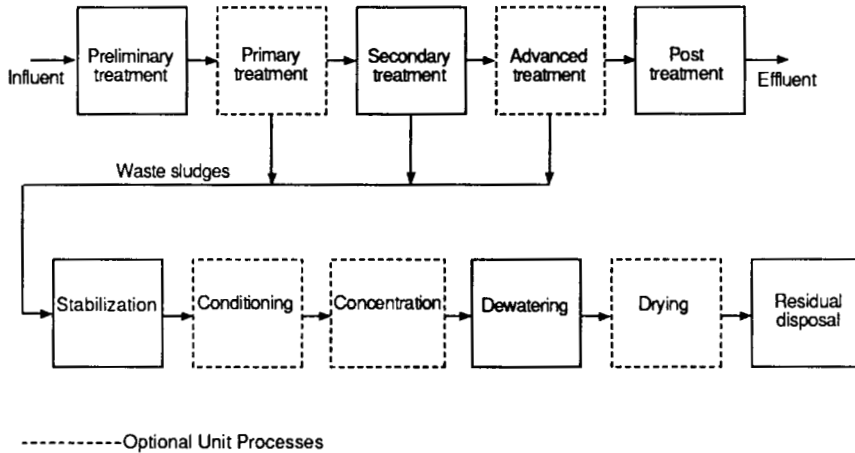 Preliminary
treatment
Primary
treatment
Secondary
treatment
Advanced
treatment
Post
treatment
Influent
Effluent
Waste sludges
Stabilization
Conditioning
Concentration
Dewatering
Drying
Residual
disposal
Optional Unit Processes